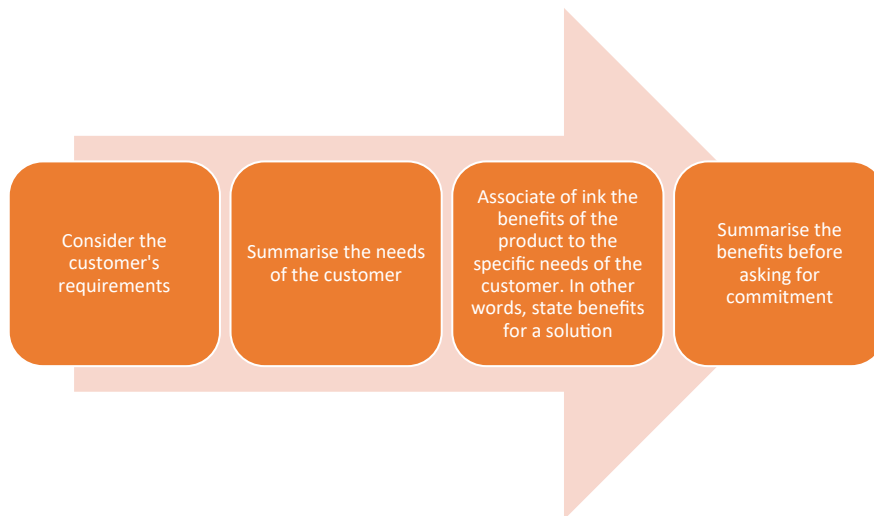 Consider the
customer's
requirements
Summarise the needs
of the customer
Associate of ink the
benefits of the
product to the
specific needs of the
customer. In other
words, state benefits
for a solution
Summarise the
benefits before
asking for
commitment